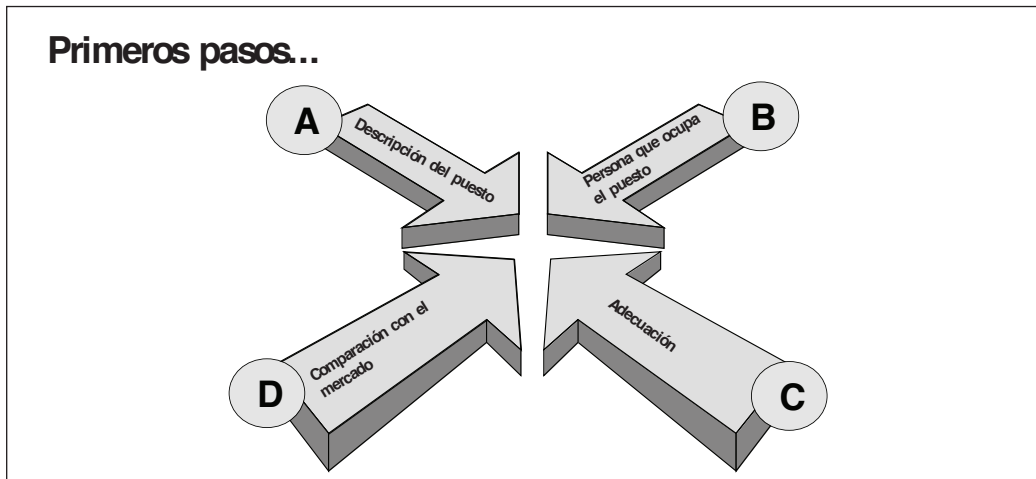 Primeros pasos...
A
Descripción del puesto
B
Persona que ocupa
el puesto
D
Comparación con el
mercado
C
Adecuación